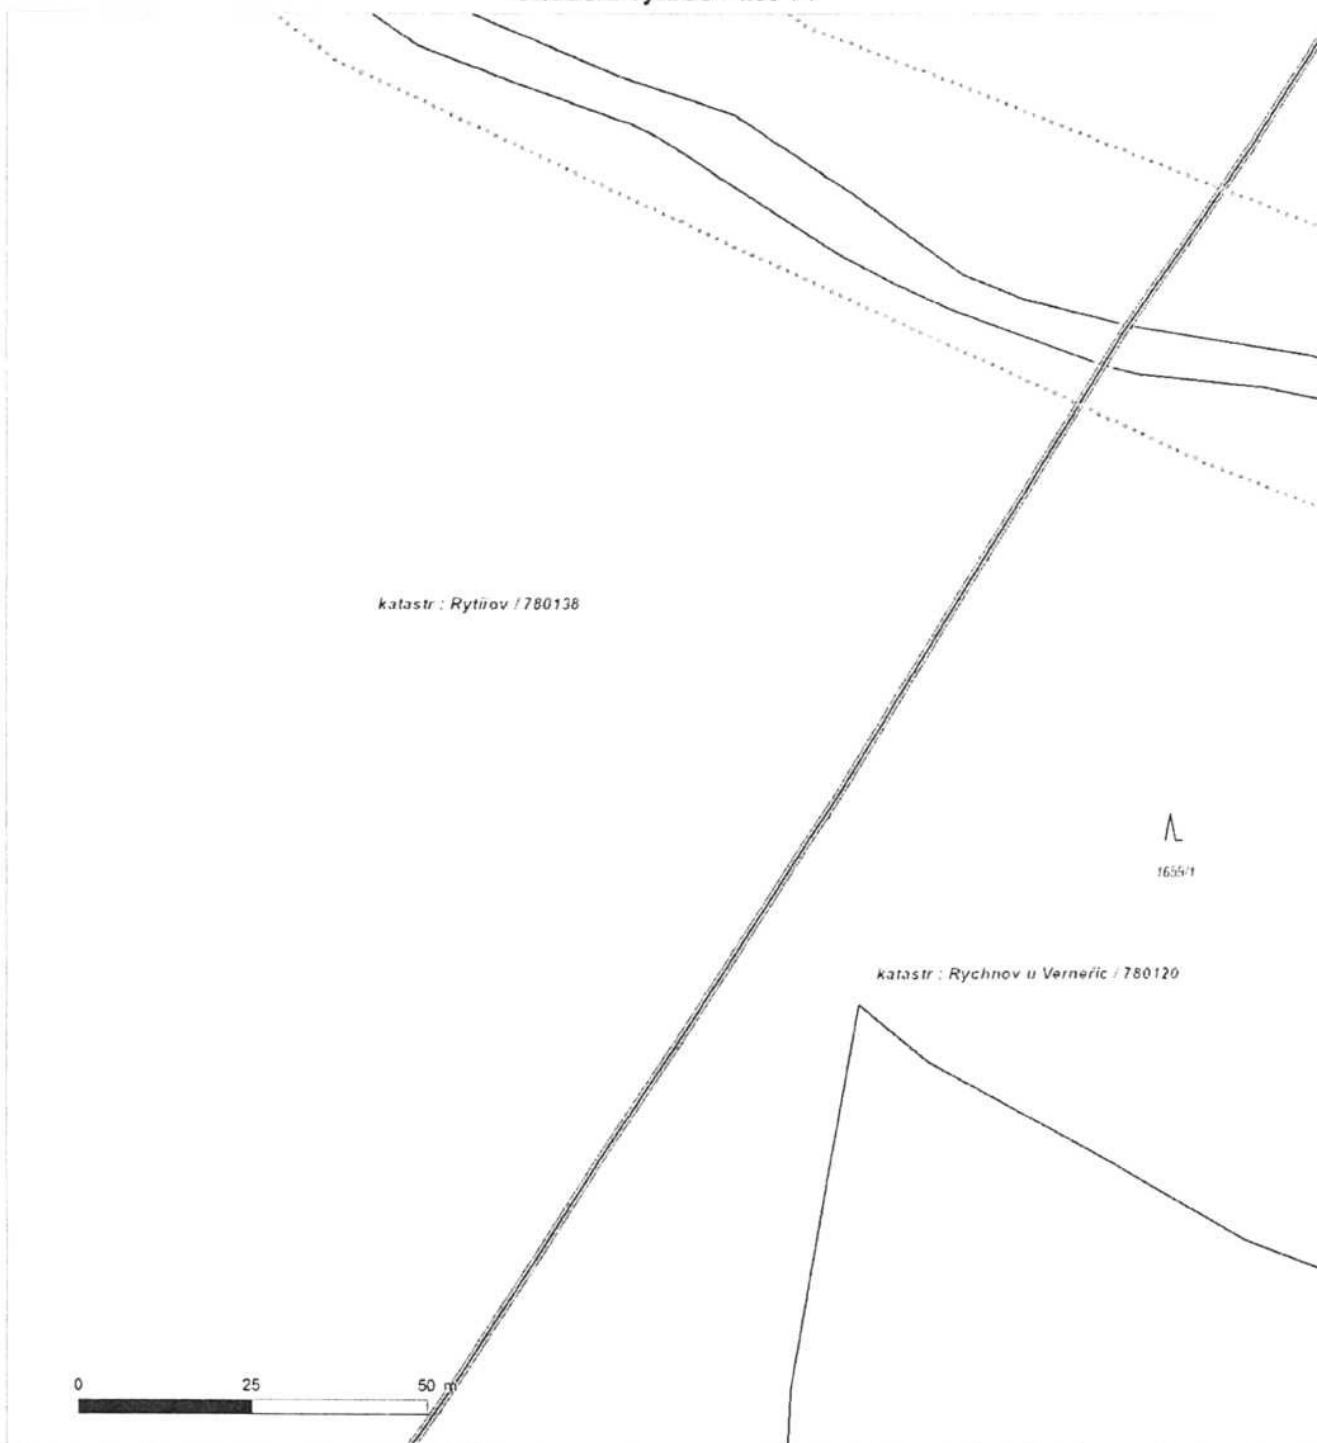 katastr : Rytířov / 780138
1655/1
katastr : Rychnov u Verneřic / 780120
0 25 50 m